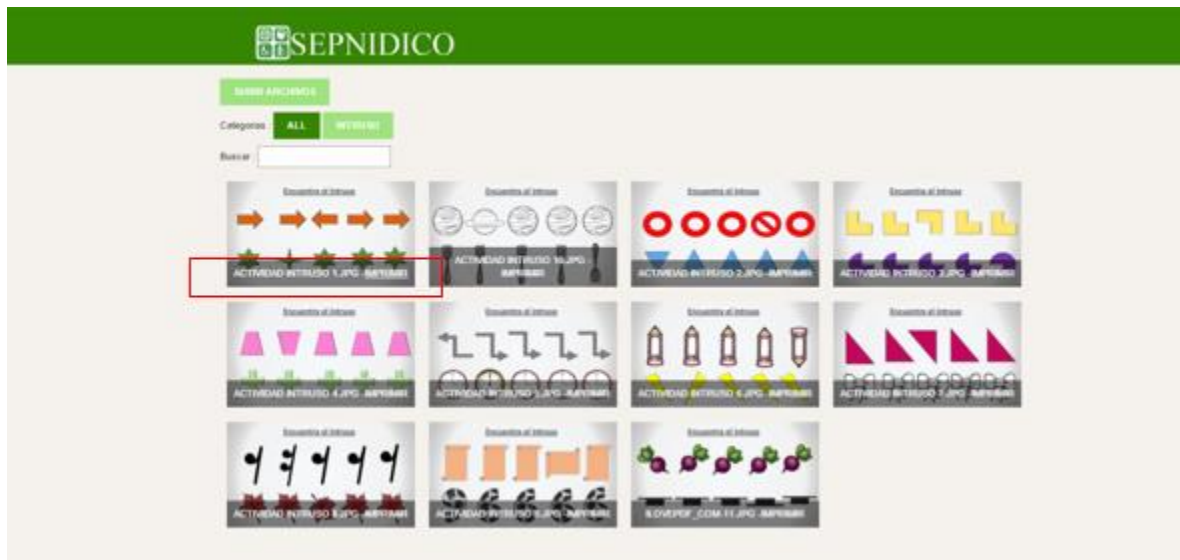 SEPNIDICO
SUBIR ARCHIVOS
Categorias ALL INTRUSO
Buscar
Encuentra el Intruso
ACTIVIDAD INTRUSO 1.JPG -IMPRIMIR
Encuentra el Intruso
ACTIVIDAD INTRUSO 10.JPG -
IMPRIMIR
Encuentra el Intruso
ACTIVIDAD INTRUSO 2.JPG -IMPRIMIR
Encuentra el Intruso
ACTIVIDAD INTRUSO 3.JPG -IMPRIMIR
Encuentra el Intruso
ACTIVIDAD INTRUSO 4.JPG -IMPRIMIR
Encuentra el Intruso
ACTIVIDAD INTRUSO 5.JPG -IMPRIMIR
Encuentra el Intruso
ACTIVIDAD INTRUSO 6.JPG -IMPRIMIR
Encuentra el Intruso
ACTIVIDAD INTRUSO 7.JPG -IMPRIMIR
Encuentra el Intruso
ACTIVIDAD INTRUSO 8.JPG -IMPRIMIR
Encuentra el Intruso
ACTIVIDAD INTRUSO 9.JPG -IMPRIMIR
Encuentra el Intruso
ILOVEPDF_COM-11.JPG -IMPRIMIR